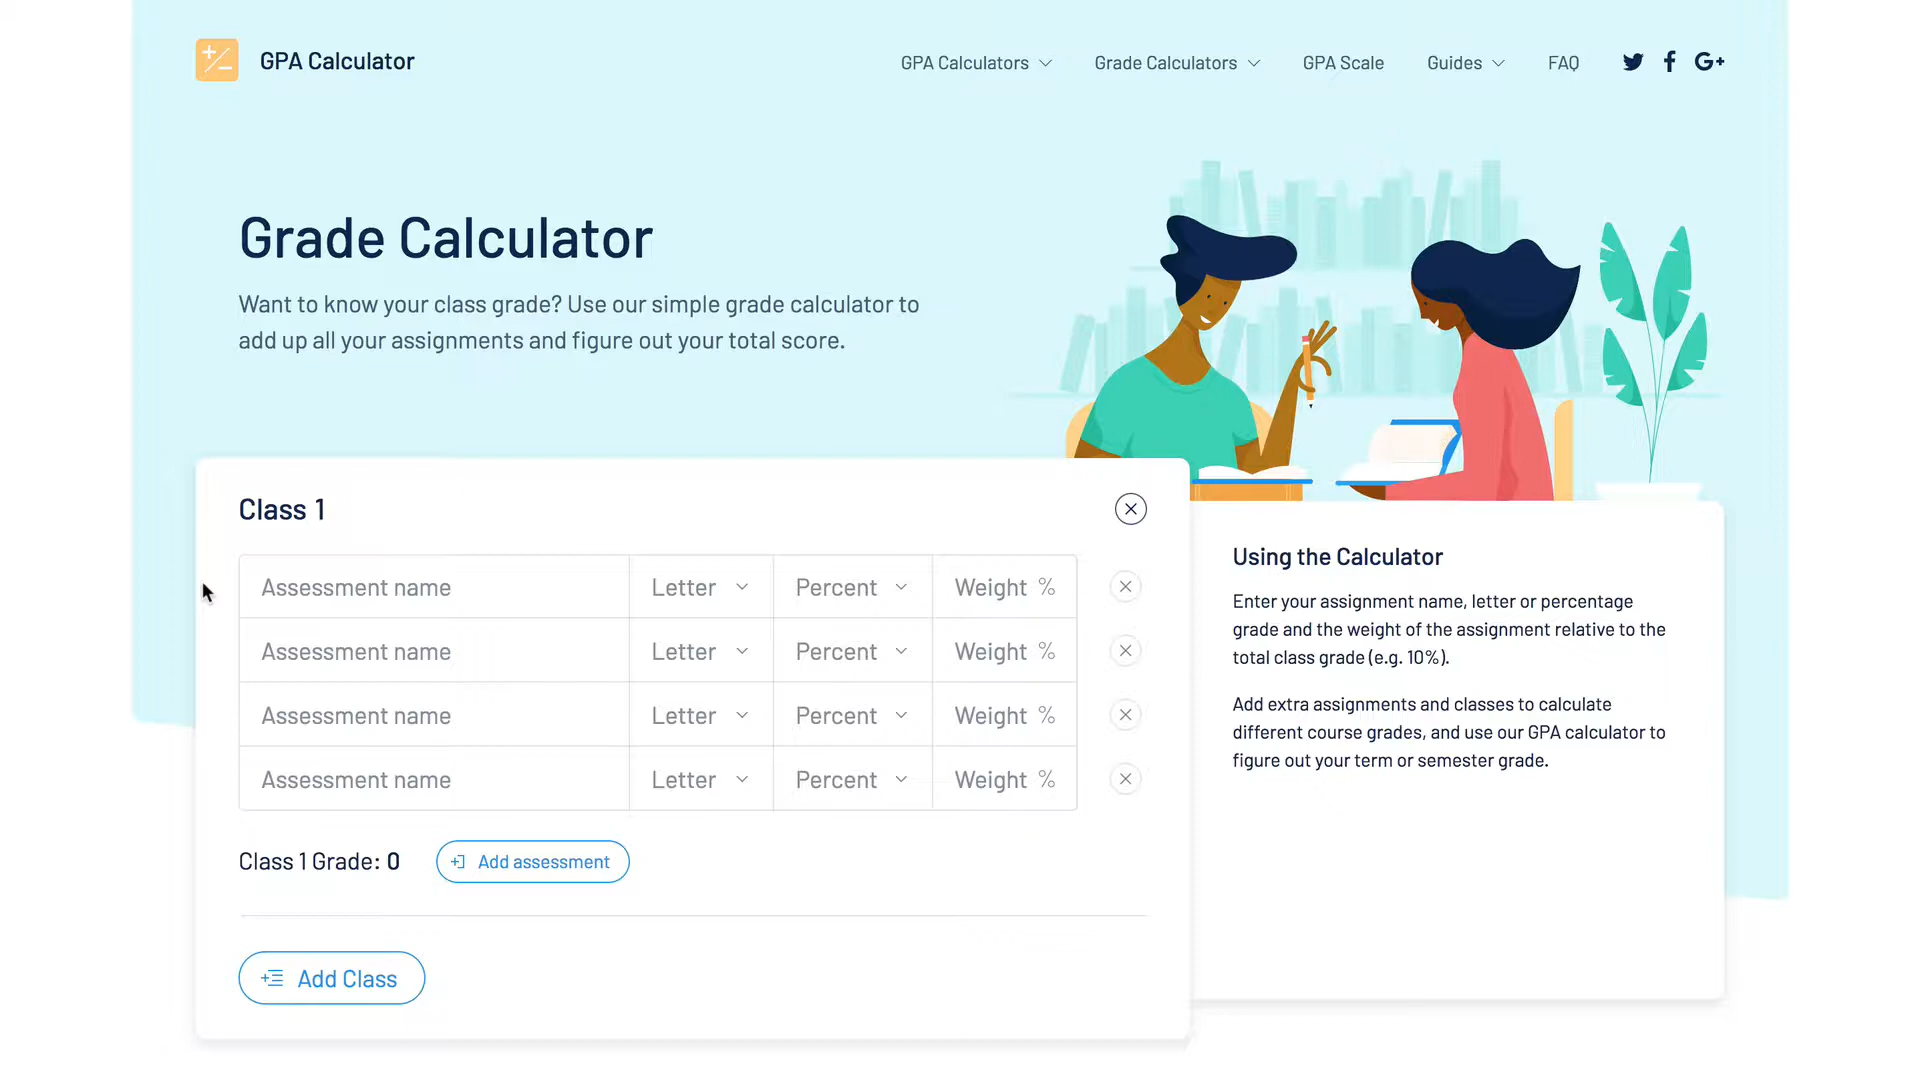 GPA Calculator
GPA Calculators
Grade Calculators
GPA Scale
Guides
FAQ
Grade Calculator
Want to know your class grade? Use our simple grade calculator to
add up all your assignments and figure out your total score.
Class 1
Assessment name Letter Percent Weight %
Assessment name Letter Percent Weight %
Assessment name Letter Percent Weight %
Assessment name Letter Percent Weight %
Class 1 Grade: 0
Add assessment
Add Class
Using the Calculator
Enter your assignment name, letter or percentage
grade and the weight of the assignment relative to the
total class grade (e.g. 10%).
Add extra assignments and classes to calculate
different course grades, and use our GPA calculator to
figure out your term or semester grade.